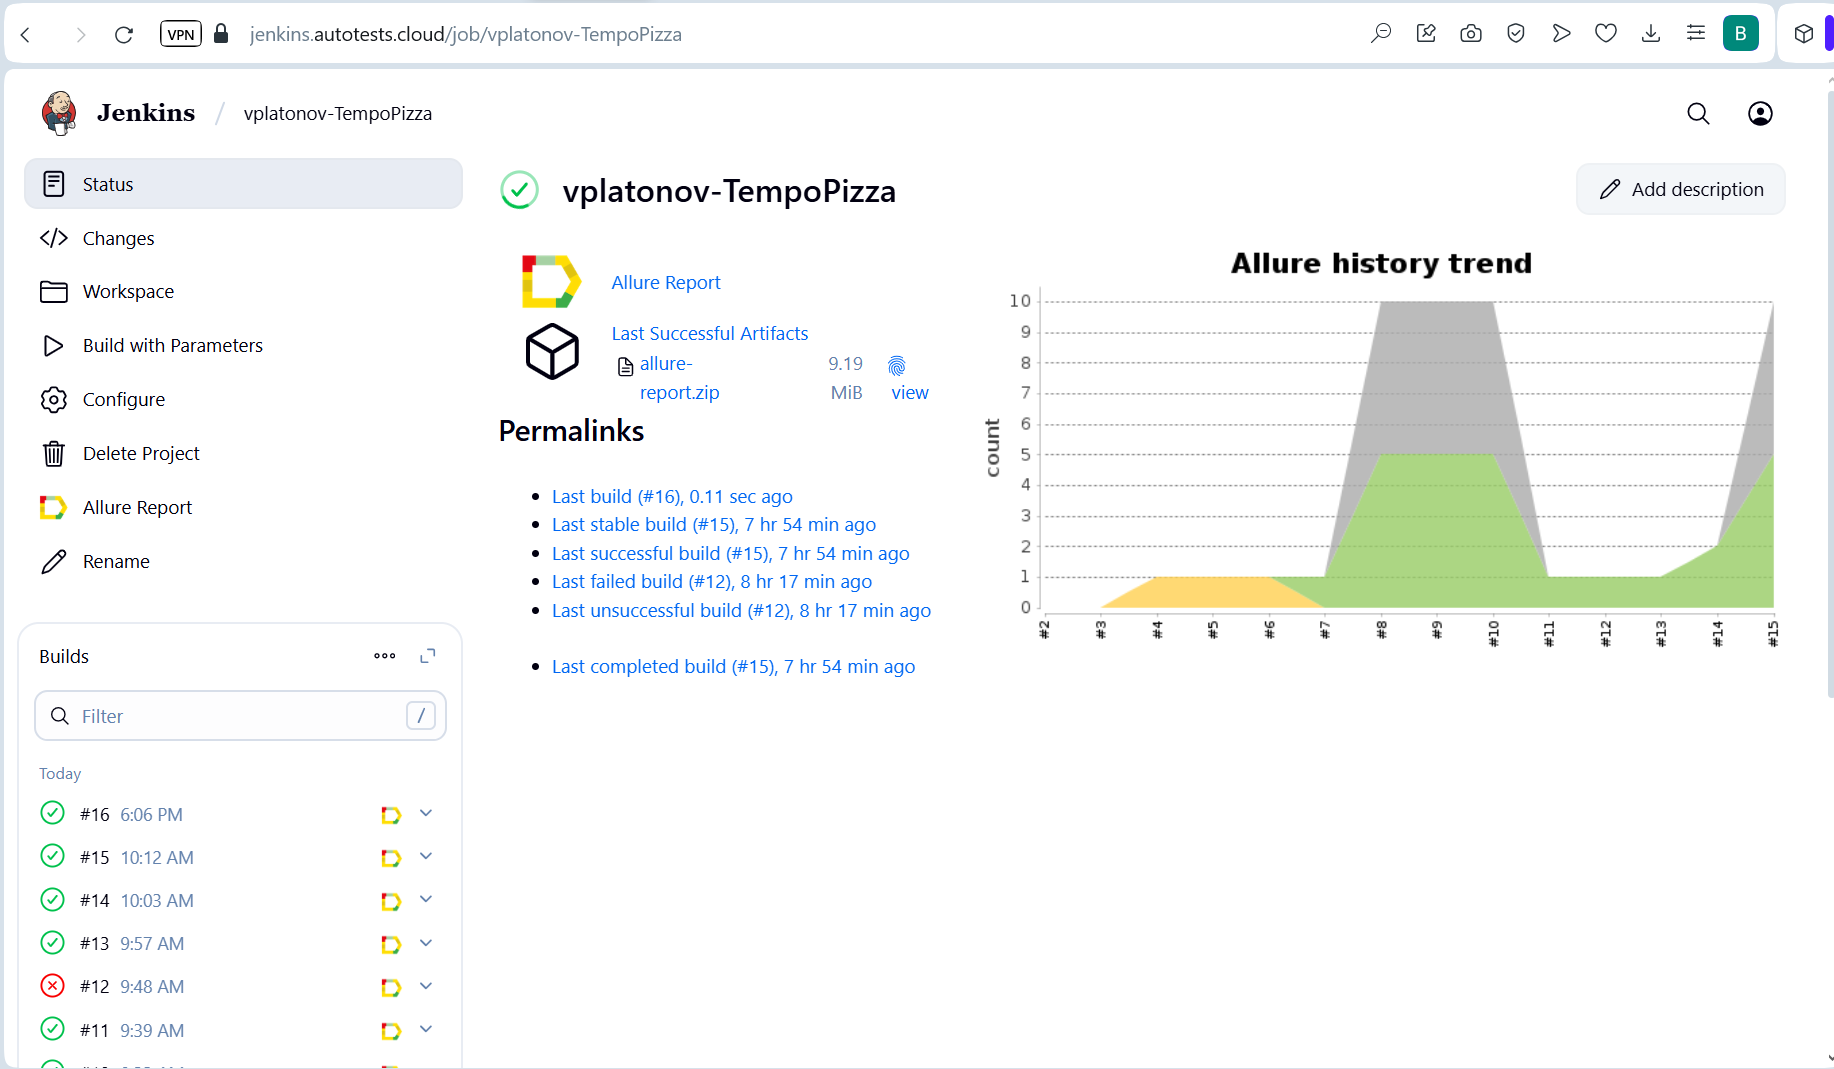 VPN jenkins.autotests.cloud/job/vplatonov-TempoPizza B
Jenkins / vplatonov-TempoPizza
Status
Changes
Workspace
Build with Parameters
Configure
Delete Project
Allure Report
Rename
Builds
Filter /
Today
#16 6:06 PM
#15 10:12 AM
#14 10:03 AM
#13 9:57 AM
#12 9:48 AM
#11 9:39 AM
vplatonov-TempoPizza
Add description
Allure Report
Last Successful Artifacts
allure-
report.zip
9.19
MiB
view
Permalinks
Last build (#16), 0.11 sec ago
Last stable build (#15), 7 hr 54 min ago
Last successful build (#15), 7 hr 54 min ago
Last failed build (#12), 8 hr 17 min ago
Last unsuccessful build (#12), 8 hr 17 min ago
Last completed build (#15), 7 hr 54 min ago
Allure history trend
count
10
9
8
7
6
5
4
3
2
1
0
#2 #3 #4 #5 #6 #7 #8 #9 #10 #11 #12 #13 #14 #15